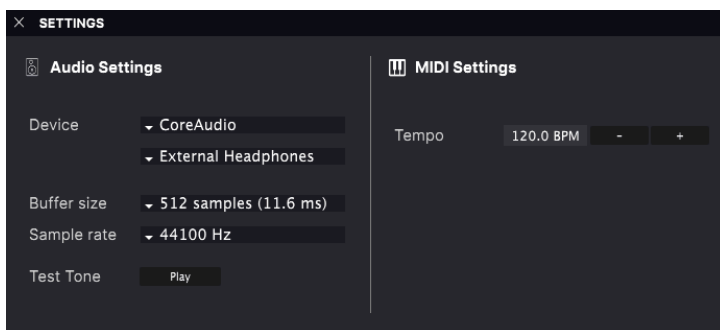 SETTINGS
Audio Settings
Device
CoreAudio
External Headphones
Buffer size
512 samples (11.6 ms)
Sample rate
44100 Hz
Test Tone
Play
MIDI Settings
Tempo
120.0 BPM
-
+